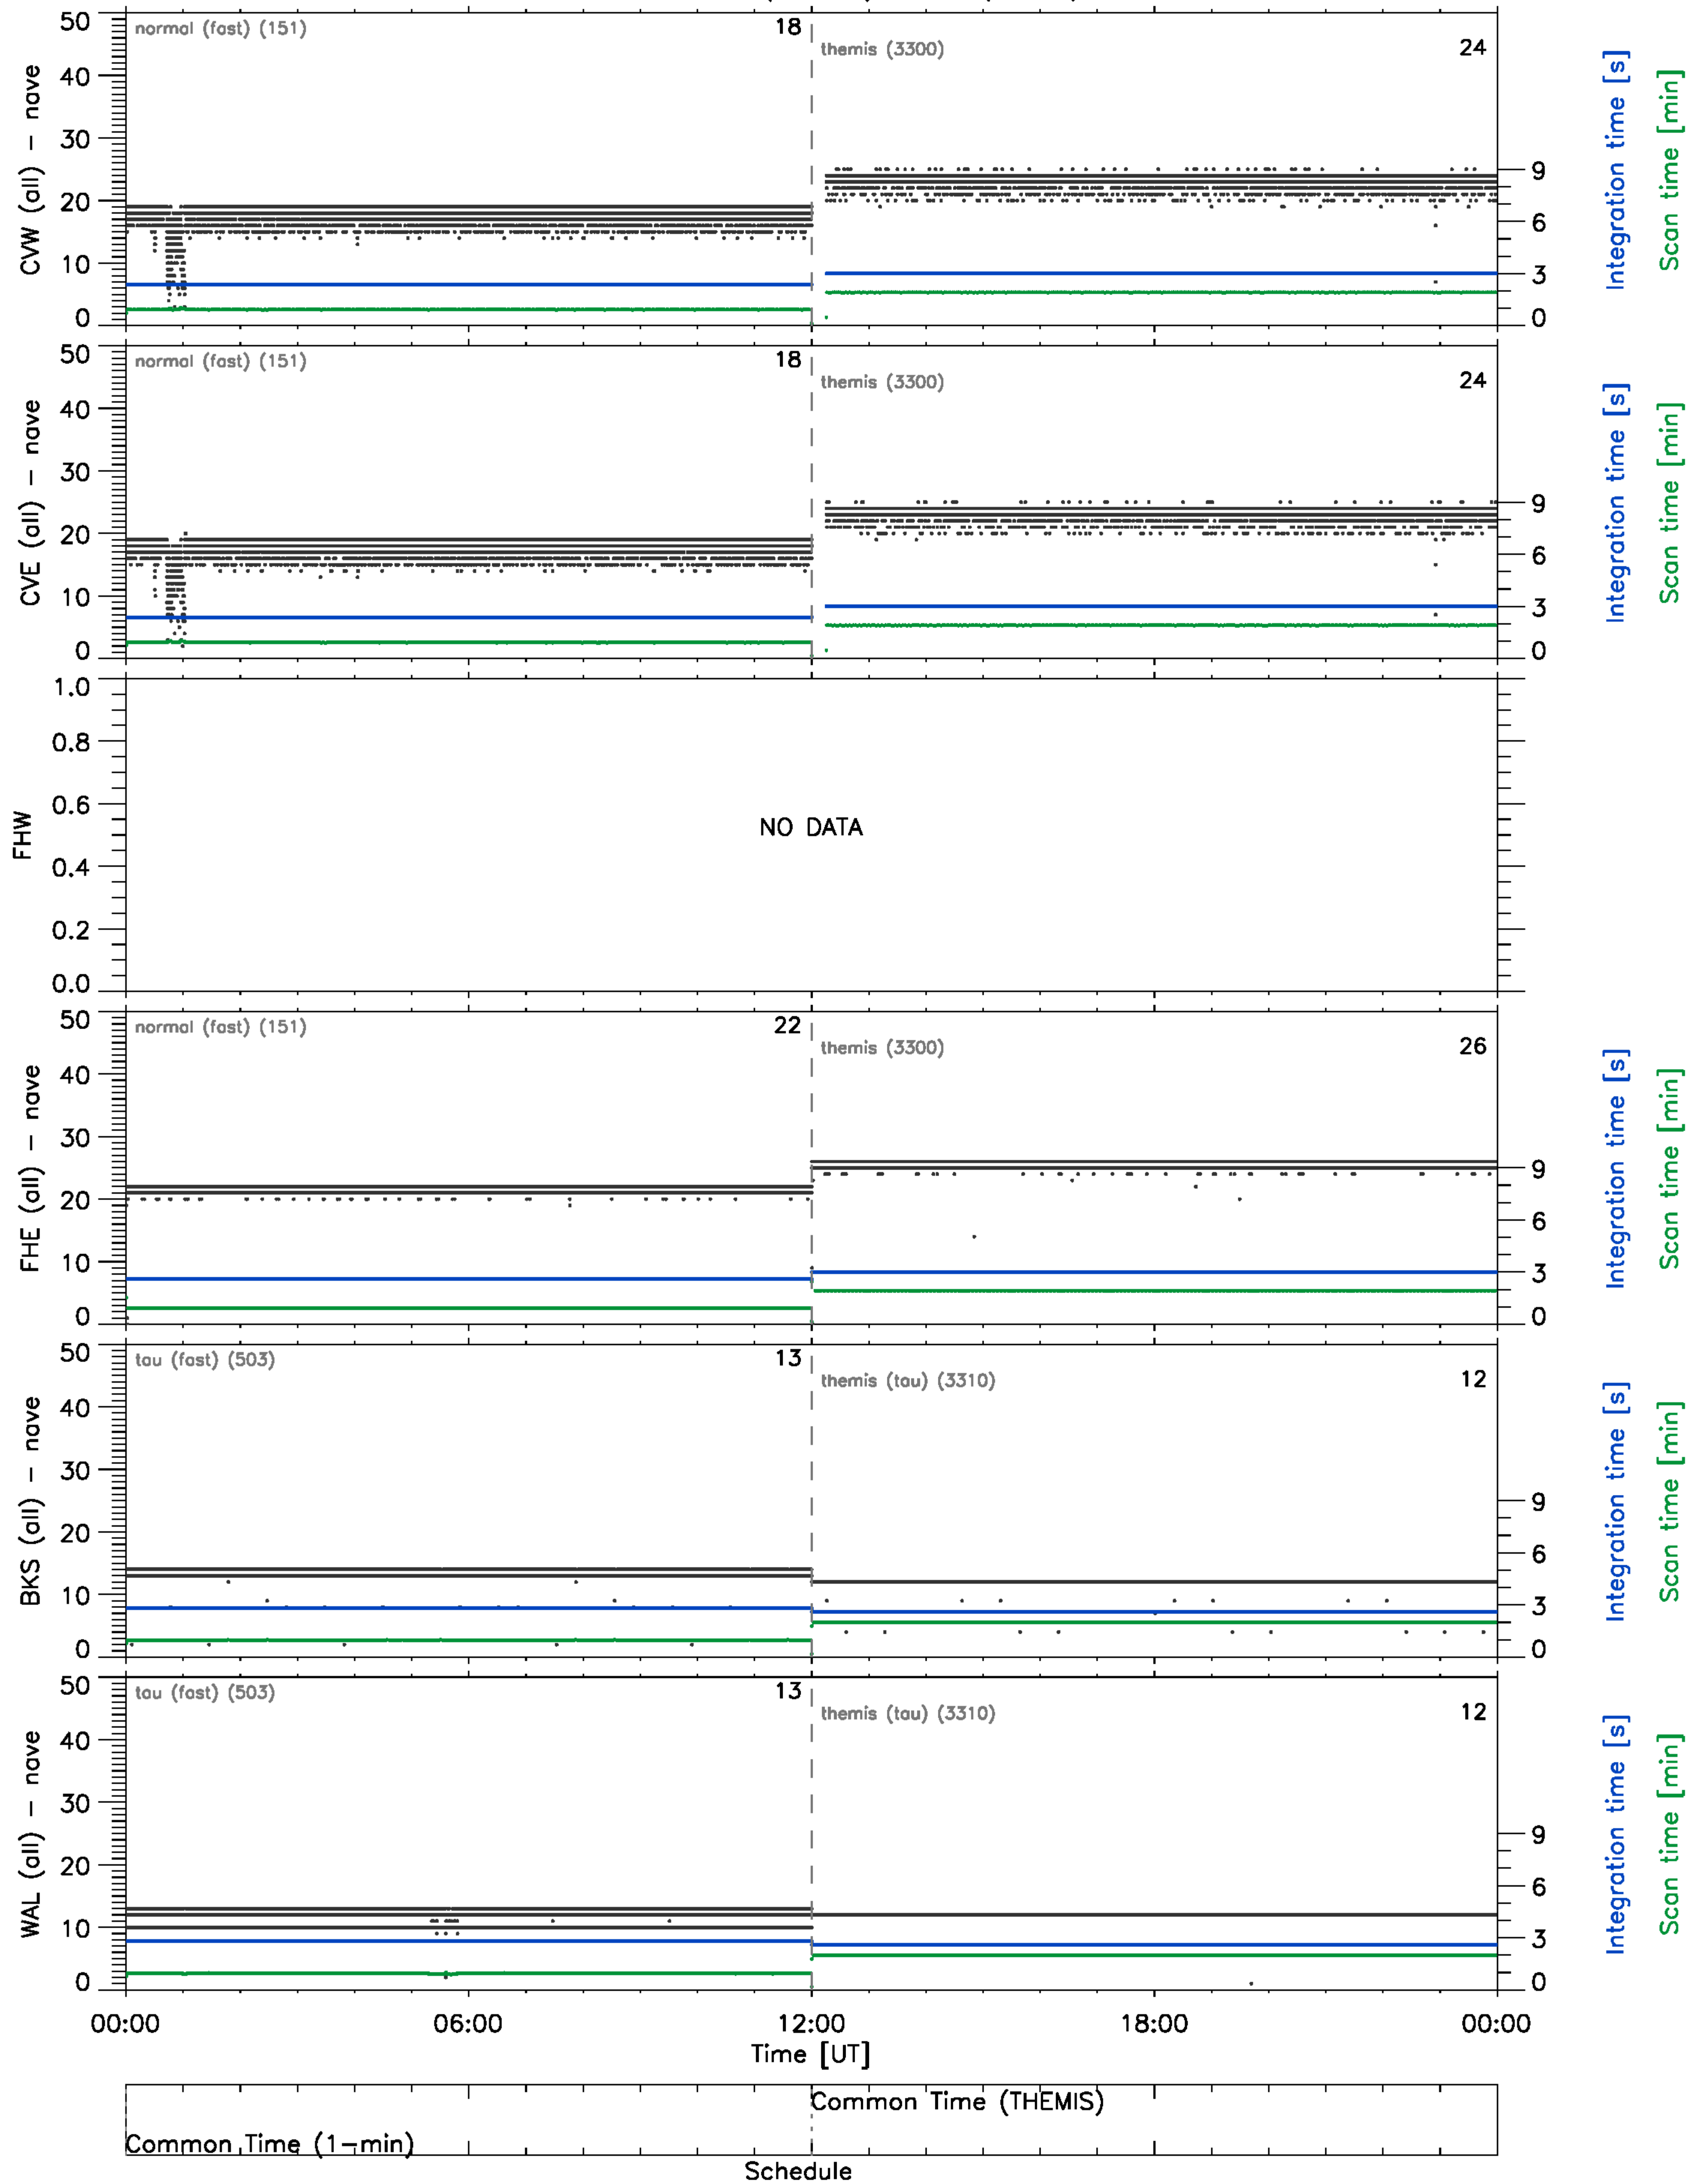 50
40
30
20
10
0
CVW (all) – nave
normal (fast) (151)
18
themis (3300)
24
9
6
3
0
Integration time [s]
Scan time [min]
50
40
30
20
10
0
CVE (all) – nave
normal (fast) (151)
18
themis (3300)
24
9
6
3
0
Integration time [s]
Scan time [min]
1.0
0.8
0.6
0.4
0.2
0.0
FHW
NO DATA
50
40
30
20
10
0
FHE (all) – nave
normal (fast) (151)
22
themis (3300)
26
9
6
3
0
Integration time [s]
Scan time [min]
50
40
30
20
10
0
BKS (all) – nave
tau (fast) (503)
13
themis (tau) (3310)
12
9
6
3
0
Integration time [s]
Scan time [min]
50
40
30
20
10
0
WAL (all) – nave
tau (fast) (503)
13
themis (tau) (3310)
12
9
6
3
0
Integration time [s]
Scan time [min]
00:00 06:00 12:00 18:00 00:00
Time [UT]
Common Time (THEMIS)
Common Time (1–min)
Schedule